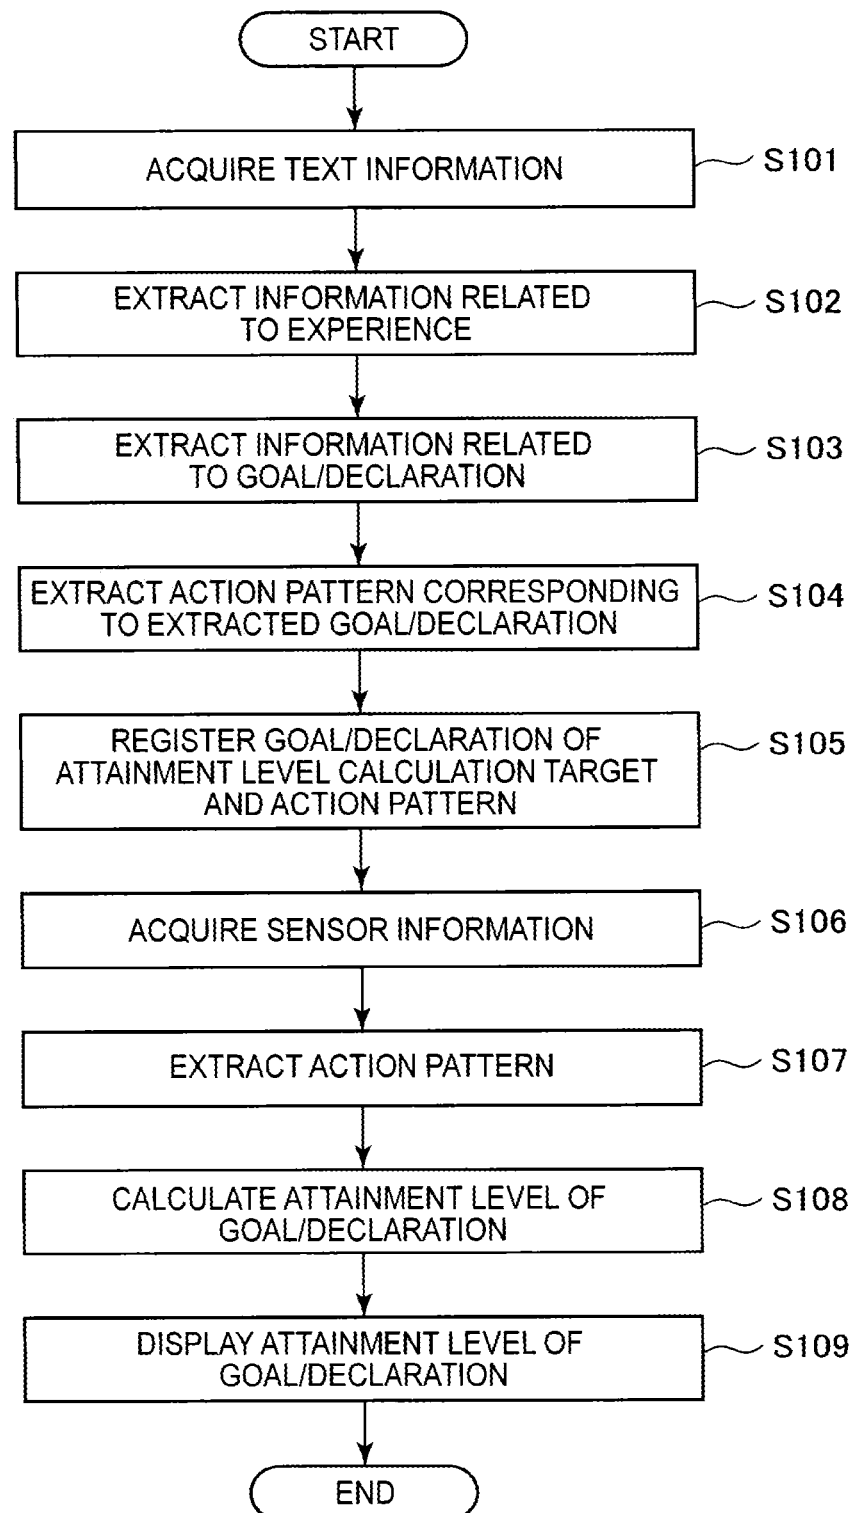 START
ACQUIRE TEXT INFORMATION
S101
EXTRACT INFORMATION RELATED
TO EXPERIENCE
S102
EXTRACT INFORMATION RELATED
TO GOAL/DECLARATION
S103
EXTRACT ACTION PATTERN CORRESPONDING
TO EXTRACTED GOAL/DECLARATION
S104
REGISTER GOAL/DECLARATION OF
ATTAINMENT LEVEL CALCULATION TARGET
AND ACTION PATTERN
S105
ACQUIRE SENSOR INFORMATION
S106
EXTRACT ACTION PATTERN
S107
CALCULATE ATTAINMENT LEVEL OF
GOAL/DECLARATION
S108
DISPLAY ATTAINMENT LEVEL OF
GOAL/DECLARATION
S109
END